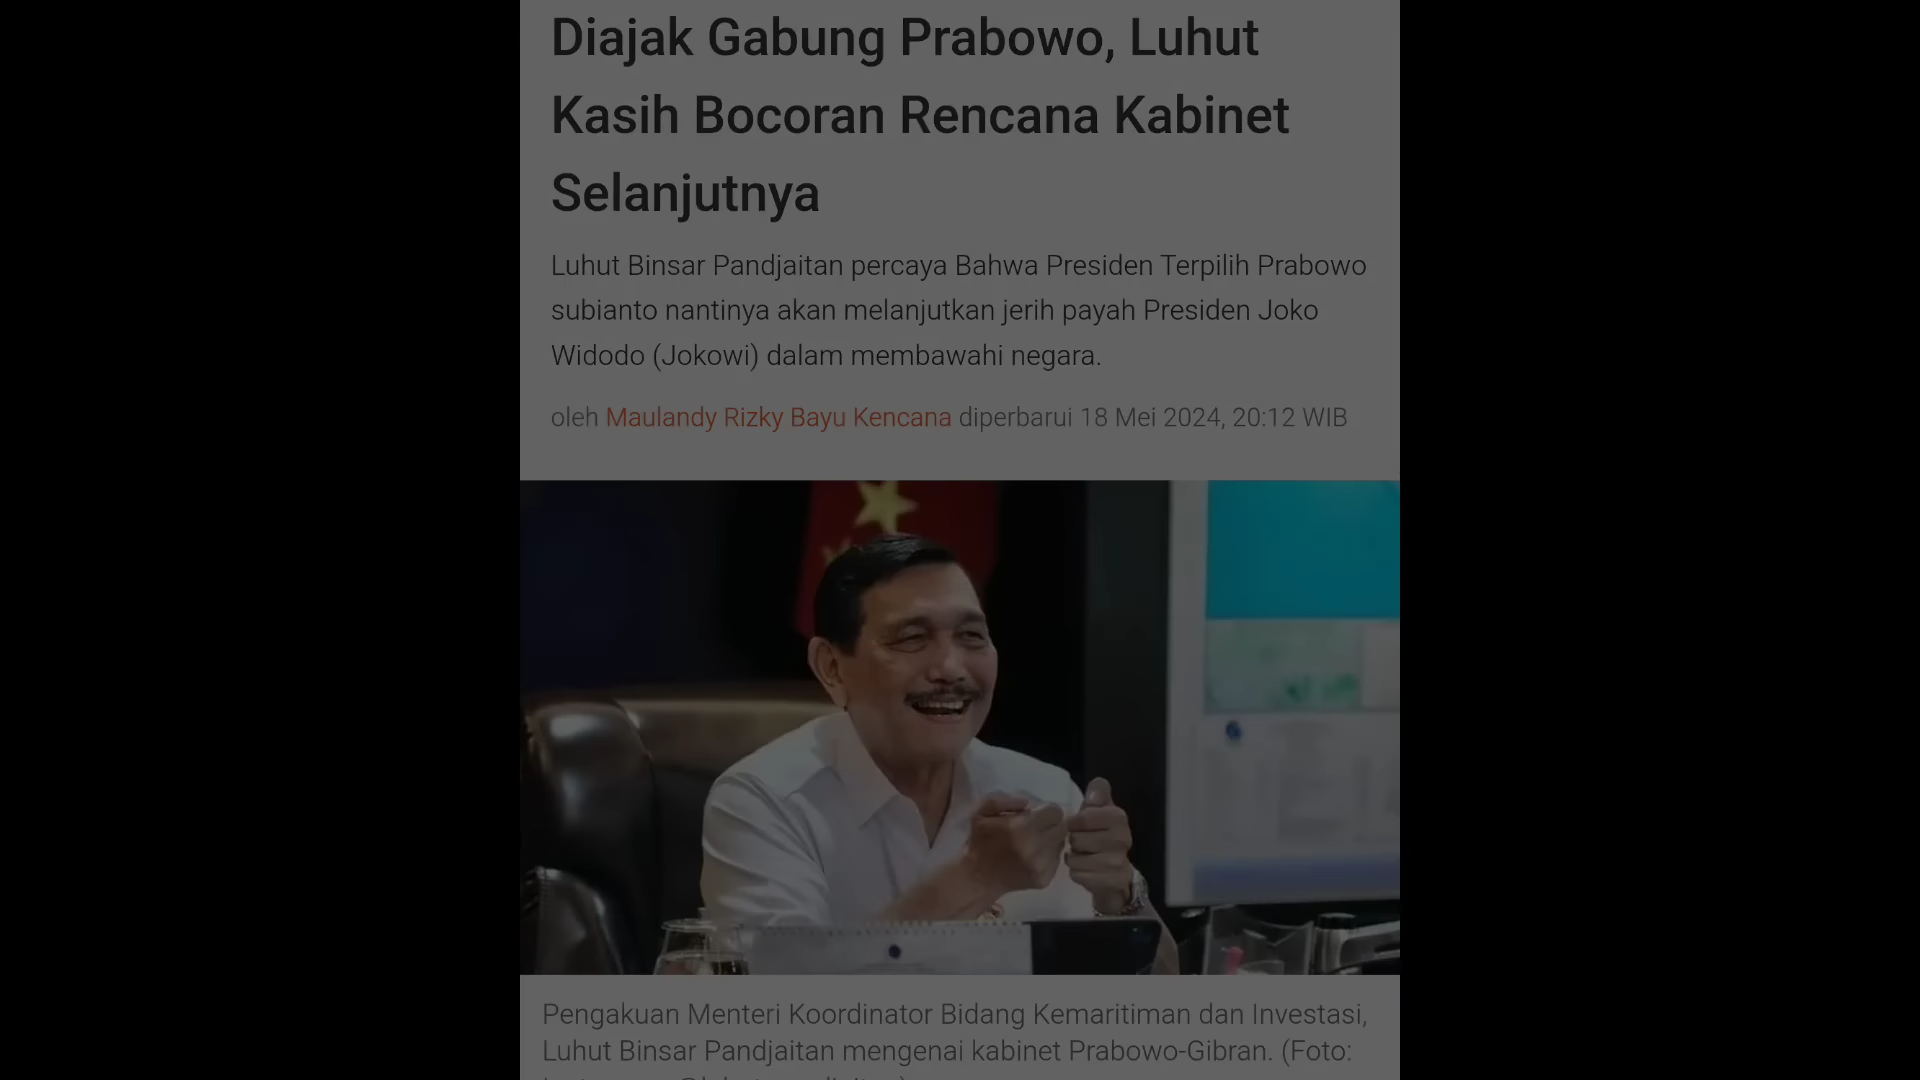 Diajak Gabung Prabowo, Luhut
Kasih Bocoran Rencana Kabinet
Selanjutnya
Luhut Binsar Pandjaitan percaya Bahwa Presiden Terpilih Prabowo
subianto nantinya akan melanjutkan jerih payah Presiden Joko
Widodo (Jokowi) dalam membawahi negara.
oleh Maulandy Rizky Bayu Kencana diperbarui 18 Mei 2024, 20:12 WIB
Pengakuan Menteri Koordinator Bidang Kemaritiman dan Investasi,
Luhut Binsar Pandjaitan mengenai kabinet Prabowo-Gibran. (Foto: